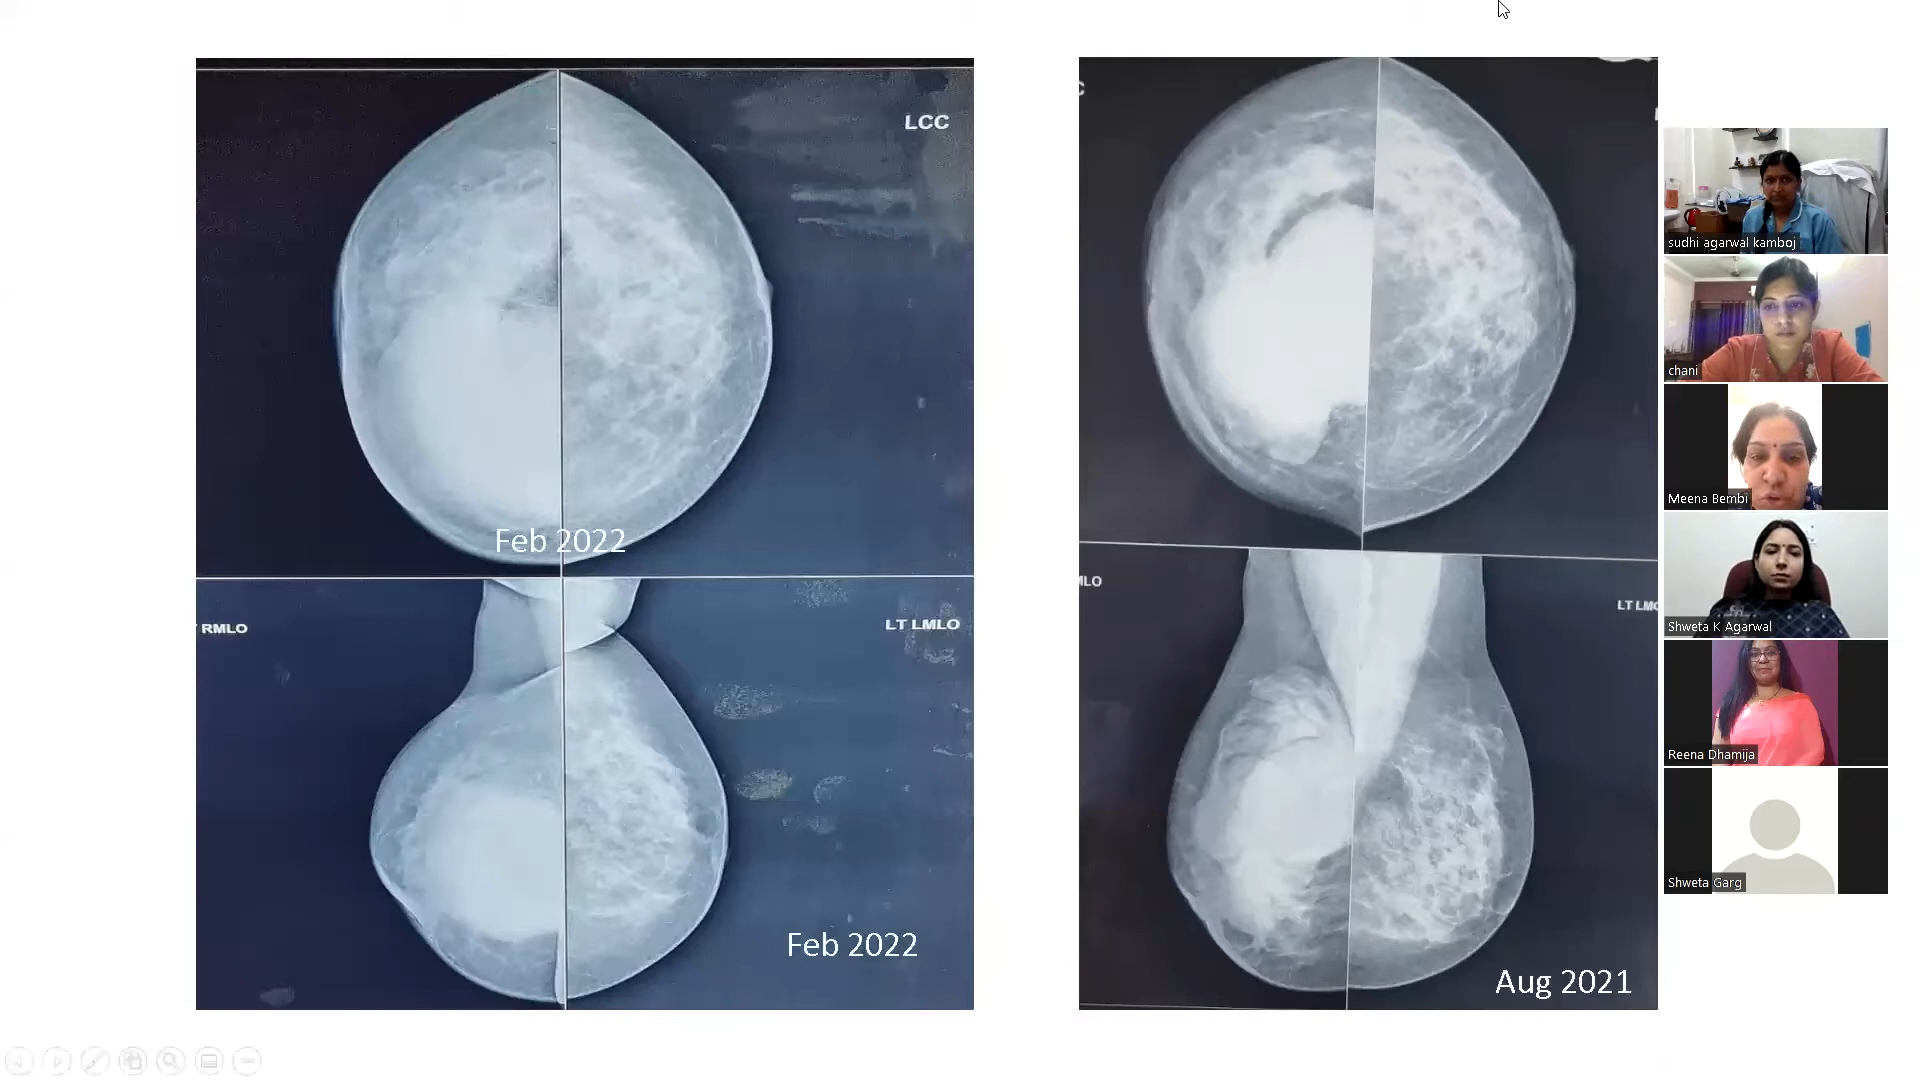 LCC
Feb 2022
RMLO
LT LMLO
Feb 2022
C
MLO
LT LM
Aug 2021
sudhi agarwal kamboj
chani
Meena Bembi
Shweta K Agarwal
Reena Dhamija
Shweta Garg